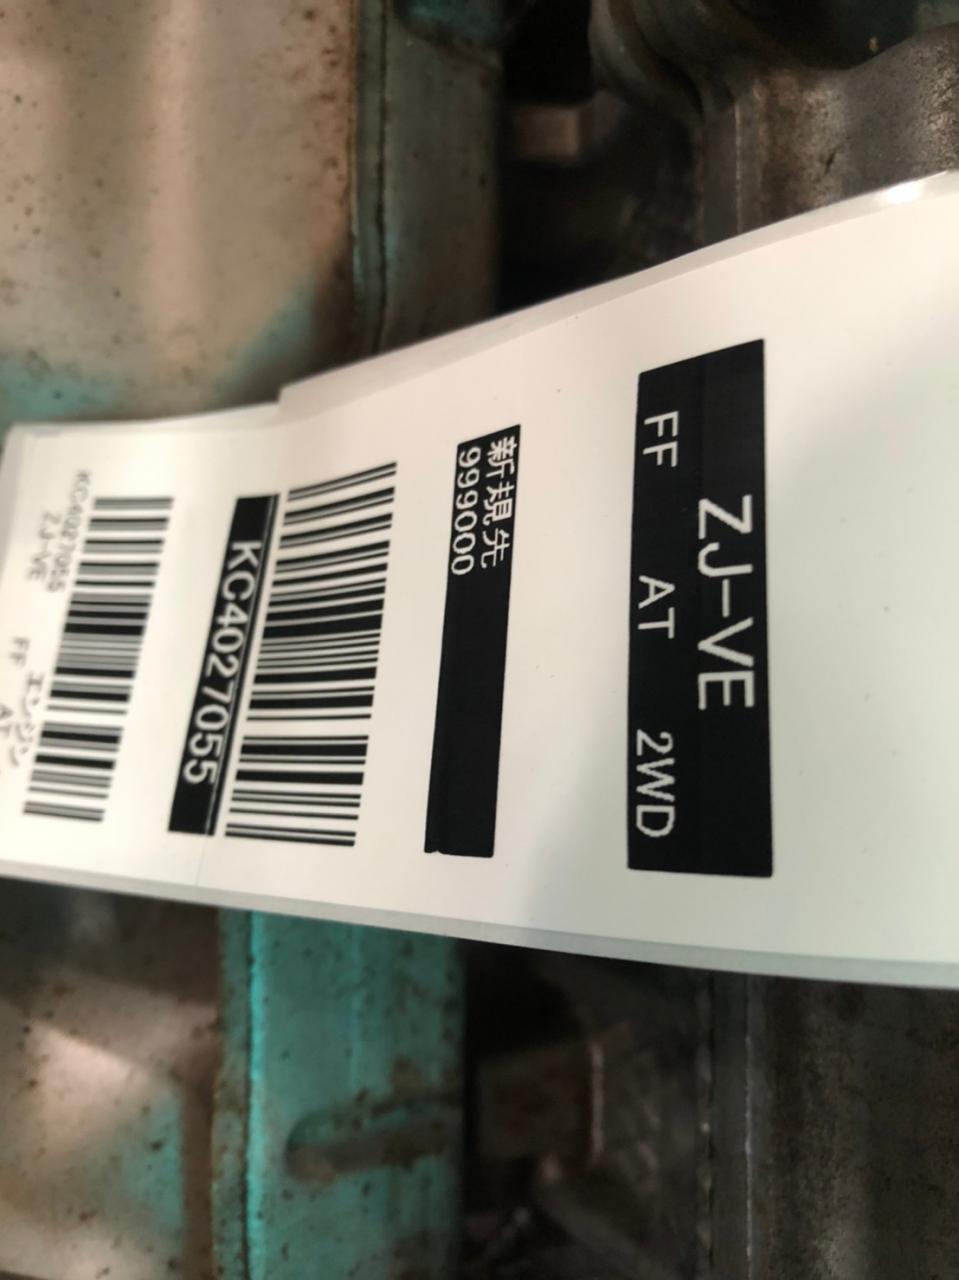 ZJ-VE
FF AT 2WD
新規先
999000
KC4027055
KC4027055 エンジン
ZJ-VE FF AT